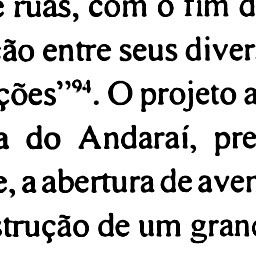 e ruas, com o fim d
ção entre seus diver
ções”⁹⁴. O projeto a
a do Andaraí, pre
e, a abertura de aven
strução de um grand